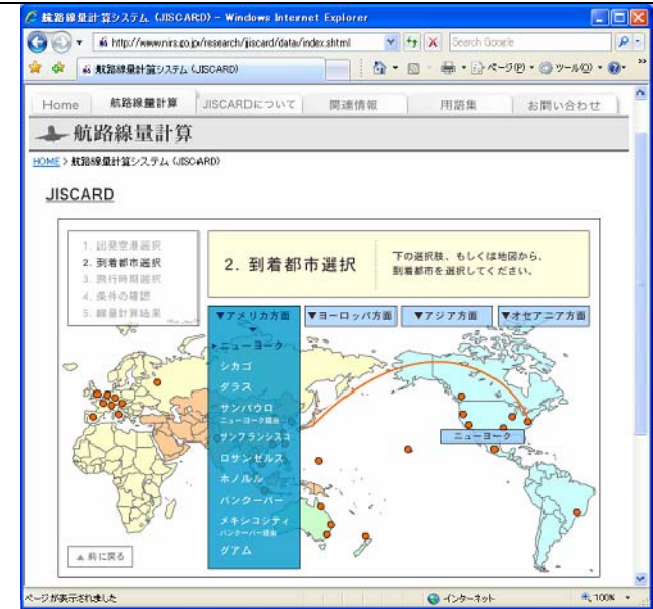 航路線量計算システム (JISCARD) - Windows Internet Explorer
http://www.nirs.go.jp/research/jiscard/data/index.shtml
Search Google
航路線量計算システム (JISCARD)
ページ(P)
ツール(O)
Home
航路線量計算
JISCARDについて
関連情報
用語集
お問い合わせ
航路線量計算
HOME > 航路線量計算システム (JISCARD)
JISCARD
1. 出発空港選択
2. 到着都市選択
3. 飛行時期選択
4. 条件の確認
5. 線量計算結果
2. 到着都市選択
下の選択肢、もしくは地図から、
到着都市を選択してください。
▼アメリカ方面
▼ヨーロッパ方面
▼アジア方面
▼オセアニア方面
ニューヨーク
シカゴ
ダラス
サンパウロ
ニューヨーク経由
サンフランシスコ
ロサンゼルス
ホノルル
バンクーバー
メキシコシティ
バンクーバー経由
グアム
ニューヨーク
▲ 前に戻る
ページが表示されました
インターネット
100%